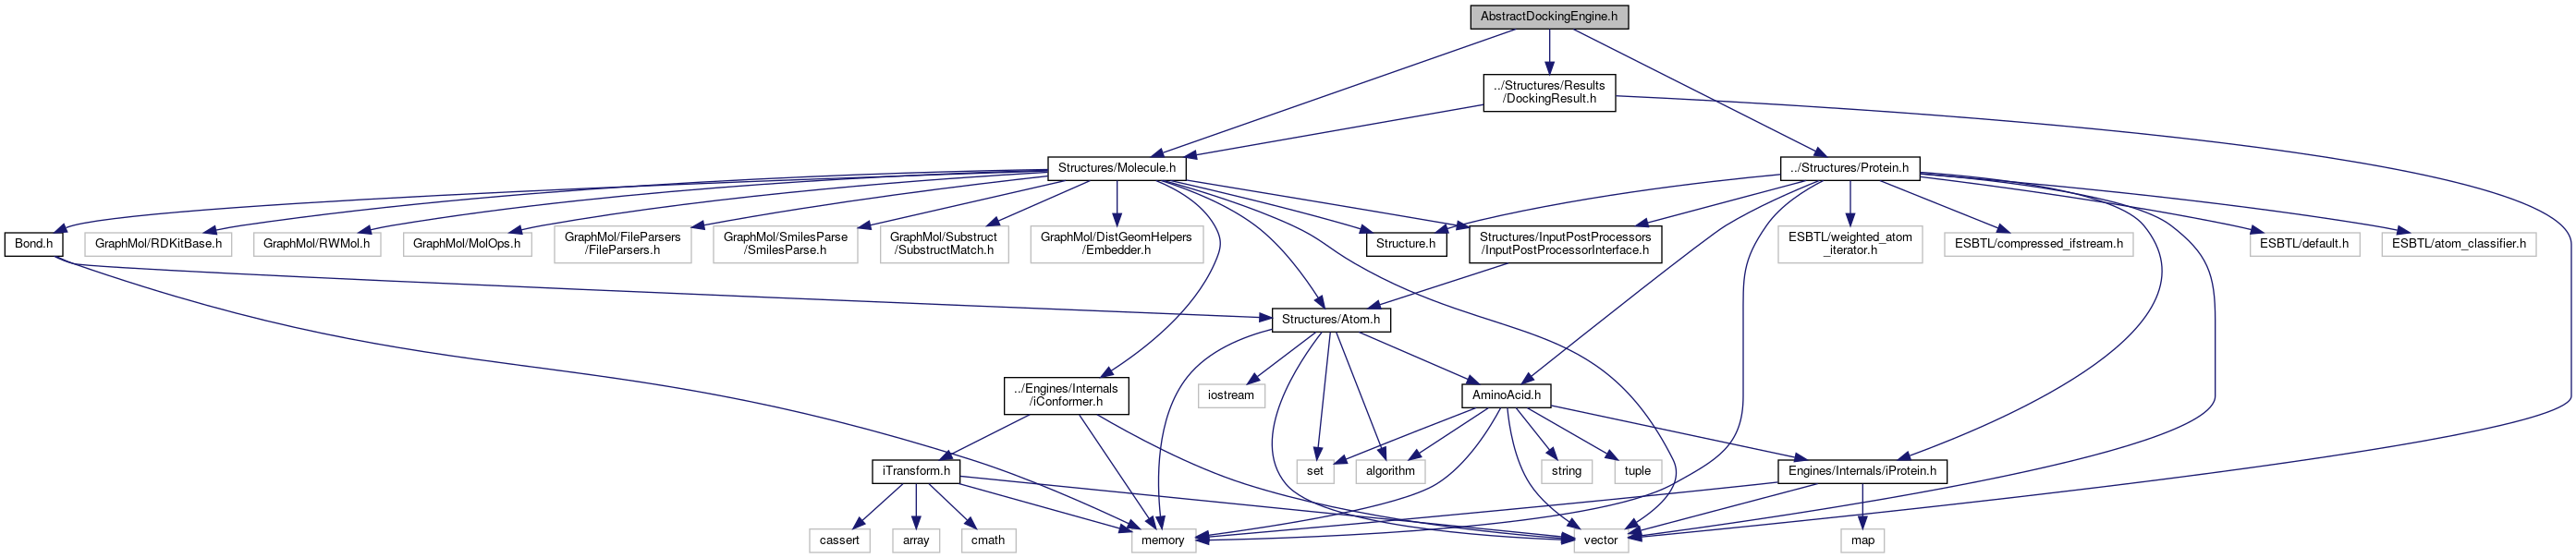 AbstractDockingEngine.h
../Structures/Results
/DockingResult.h
Structures/Molecule.h
../Structures/Protein.h
Bond.h
GraphMol/RDKitBase.h
GraphMol/RWMol.h
GraphMol/MolOps.h
GraphMol/FileParsers
/FileParsers.h
GraphMol/SmilesParse
/SmilesParse.h
GraphMol/Substruct
/SubstructMatch.h
GraphMol/DistGeomHelpers
/Embedder.h
Structure.h
Structures/InputPostProcessors
/InputPostProcessorInterface.h
ESBTL/weighted_atom
_iterator.h
ESBTL/compressed_ifstream.h
ESBTL/default.h
ESBTL/atom_classifier.h
Structures/Atom.h
../Engines/Internals
/iConformer.h
iostream
AminoAcid.h
iTransform.h
set
algorithm
string
tuple
Engines/Internals/iProtein.h
cassert
array
cmath
memory
vector
map